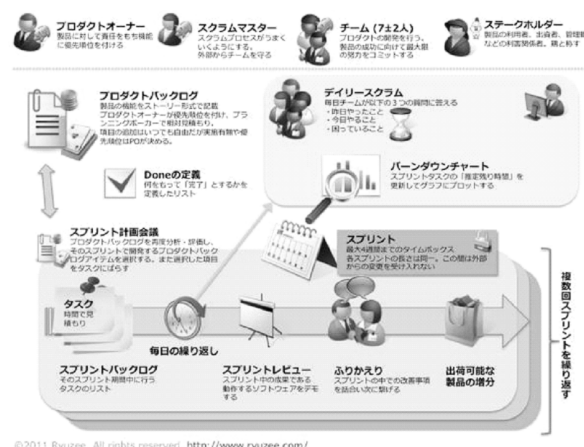 プロダクトオーナー
製品に対して責任をもち機能
に優先順位を付ける
スクラムマスター
スクラムプロセスがうまく
いくようにする。
外部からチームを守る
チーム (7±2人)
プロダクトの開発を行う。
製品の成功に向けて最大限
の努力をコミットする
ステークホルダー
製品の利用者、出資者、管理職
などの利害関係者。鶏と称す
プロダクトバックログ
製品の機能をストーリー形式で記載
プロダクトオーナーが優先順位を付け、プラ
ンニングポーカーで相対見積もり。
項目の追加はいつでも自由だが実施有無や優
先順位はPOが決める。
デイリースクラム
毎日チームが以下の3つの質問に答える
・昨日やったこと
・今日やること
・困っていること
Doneの定義
何をもって「完了」とするかを
定義したリスト
バーンダウンチャート
スプリントタスクの「推定残り時間」を
更新してグラフにプロットする
スプリント計画会議
プロダクトバックログを再度分析・評価し、
そのスプリントで開発するプロダクトバッ
クログアイテムを選択する。また選択した項目
をタスクにばらす
スプリント
最大4週間までのタイムボックス
各スプリントの長さは同一。この間は外部
からの変更を受け入れない
タスク
時間で見
積もり
毎日の繰り返し
スプリントバックログ
そのスプリント期間中に行う
タスクのリスト
スプリントレビュー
スプリント中の成果である
動作するソフトウェアをデモ
する
ふりかえり
スプリントの中での改善事項
を話合い次に繋げる
出荷可能な
製品の増分
複数回スプリントを繰り返す
©2011 Ryuzee. All rights reserved. http://www.ryuzee.com/